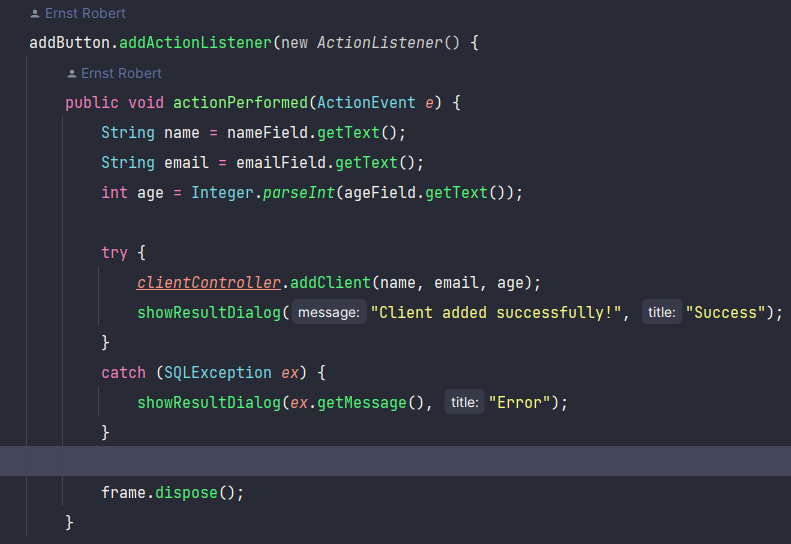 Ernst Robert
addButton.addActionListener(new ActionListener() {
Ernst Robert
public void actionPerformed(ActionEvent e) {
String name = nameField.getText();
String email = emailField.getText();
int age = Integer.parseInt(ageField.getText());
try {
clientController.addClient(name, email, age);
showResultDialog( message: "Client added successfully!", title: "Success");
}
catch (SQLException ex) {
showResultDialog(ex.getMessage(), title: "Error");
}
frame.dispose();
}